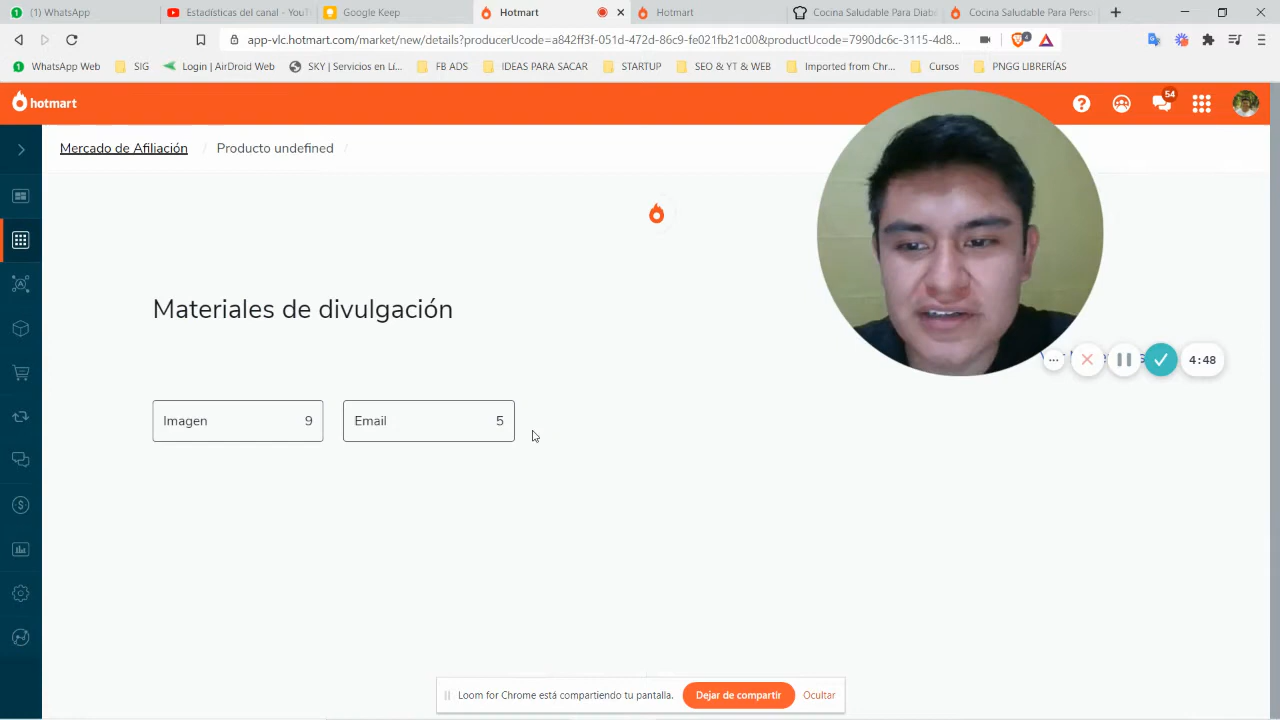 (1) WhatsApp
Estadísticas del canal - YouT
Google Keep
Hotmart
Hotmart
Cocina Saludable Para Diabe
Cocina Saludable Para Perso
app-vlc.hotmart.com/market/new/details?producerUcode=a842ff3f-051d-472d-86c9-fe021fb21c00&productUcode=7990dc6c-3115-4d8...
4
WhatsApp Web
SIG
Login | AirDroid Web
SKY | Servicios en Lí...
FB ADS
IDEAS PARA SACAR
STARTUP
SEO & YT & WEB
Imported from Chr...
Cursos
PNGG LIBRERÍAS
hotmart
54
Mercado de Afiliación / Producto undefined /
Materiales de divulgación
4:48
Imagen 9
Email 5
Loom for Chrome está compartiendo tu pantalla.
Dejar de compartir
Ocultar